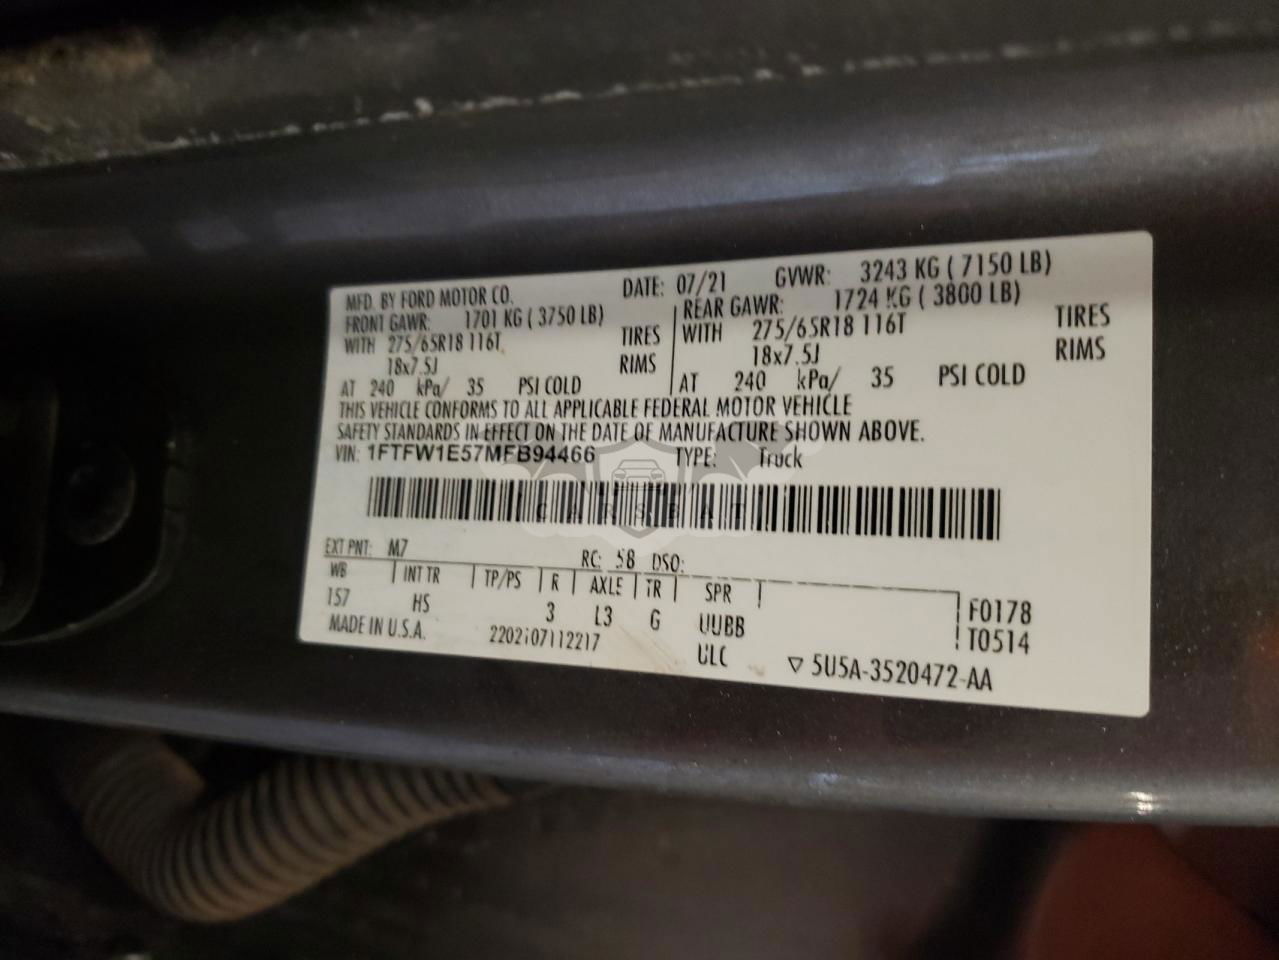 MFD. BY FORD MOTOR CO. DATE: 07/21 GVWR: 3243 KG ( 7150 LB)
FRONT GAWR: 1701 KG ( 3750 LB) REAR GAWR: 1724 KG ( 3800 LB)
WITH 275/65R18 116T TIRES WITH 275/65R18 116T TIRES
18x7.5J RIMS 18x7.5J RIMS
AT 240 kPa/ 35 PSI COLD AT 240 kPa/ 35 PSI COLD
THIS VEHICLE CONFORMS TO ALL APPLICABLE FEDERAL MOTOR VEHICLE
SAFETY STANDARDS IN EFFECT ON THE DATE OF MANUFACTURE SHOWN ABOVE.
VIN: 1FTFW1E57MFB94466 TYPE: Truck
CARSBAT
EXT PNT: M7 RC: 58 DSO:
WB INT TR TP/PS R AXLE TR SPR
157 HS 3 L3 G UUBB F0178
MADE IN U.S.A. 2202107112217 ULC T0514
▽ 5U5A-3520472-AA